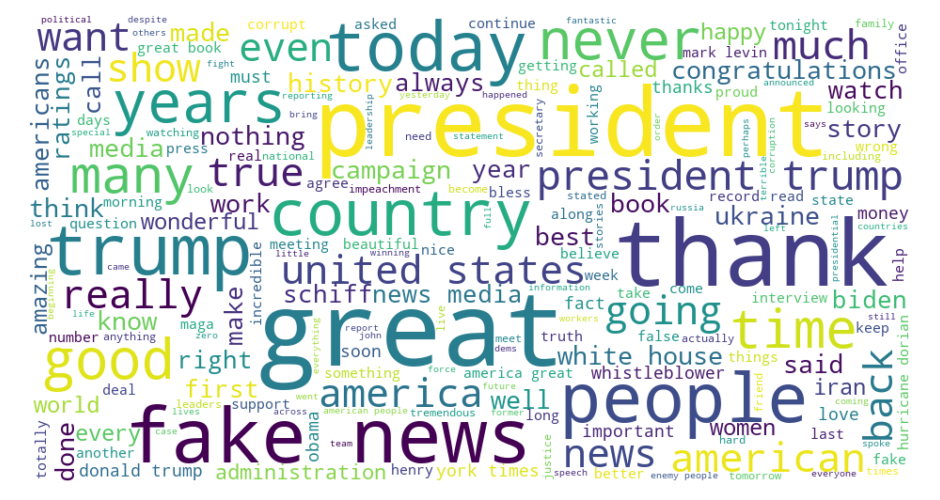 political
despite
others
want
made
corrupt
great book
asked
continue
fantastic
fight
tonight
family
office
even
today
never
much
happy
mark levin
getting
must
show
call
ratings
americans
history
always
called
thing
congratulations
announced
thanks
proud
watch
years
days
special
watching
reporting
yesterday
happened
bring
leadership
president
working
secretary
need
statement
order
perhaps
says
looking
story
wrong
including
corruption
terrible
nothing
media
press
real
national
true
campaign
year
many
look
agree
impeachment
become
bless
president trump
think
morning
work
stated
book
record
read
state
russia
left
lost
question
wonderful
country
full
along
stories
best
ukraine
money
countries
presidential
help
trump
came
incredible
meeting
beautiful
nice
little
winning
believe
week
thank
amazing
beginning
united states
information
really
life
maga
make
schiff
news media
fact
take
come
going
interview
biden
still
know
number
anything
zero
great
report
john
live
meet
dems
workers
truth
false
actually
time
keep
hurricane dorian
good
right
everything
soon
something
america great
force
white house
things
said
deal
whistleblower
first
went
future
friend
people
iran
coming
back
world
leaders
support
america
well
love
totally
done
every
lives
case
across
american people
tremendous
former
long
important
women
last
another
fake news
obama
team
justice
news
hard
spoke
american
fake
donald trump
administration
henry
york times
speech
better
enemy people
tomorrow
everyone
times